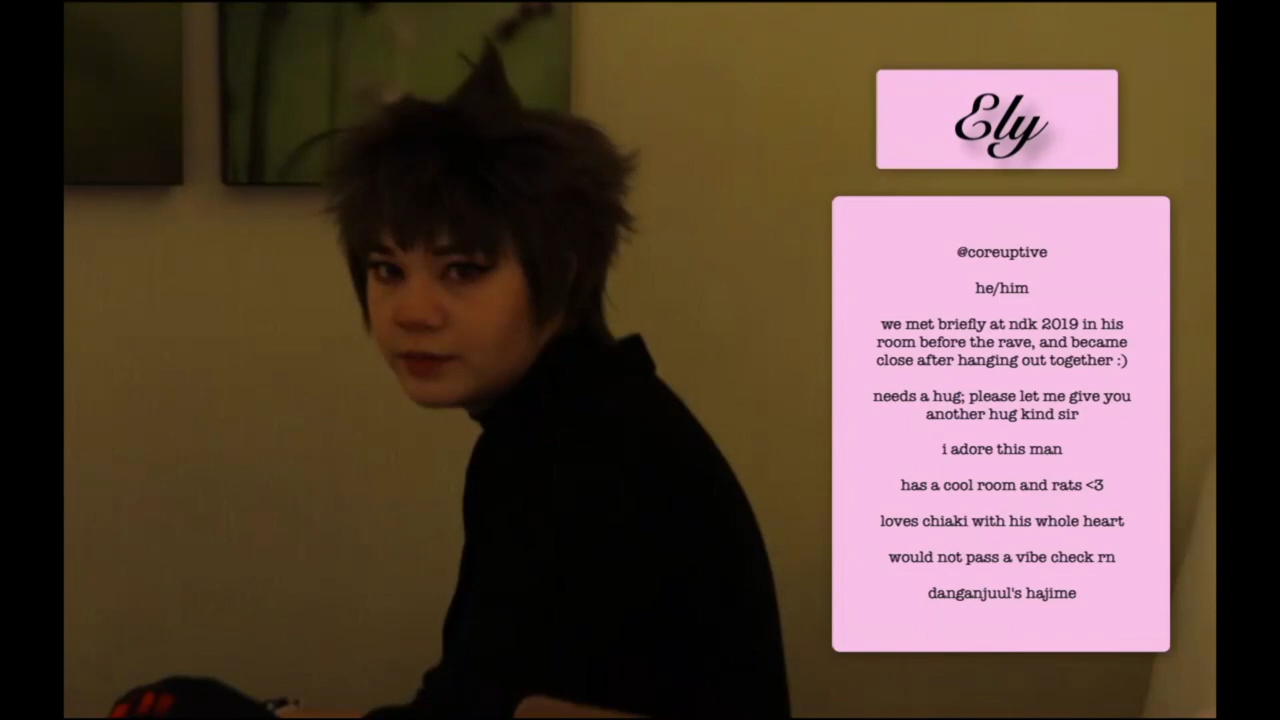 Ely
@coreuptive
he/him
we met briefly at ndk 2019 in his
room before the rave, and became
close after hanging out together :)
needs a hug; please let me give you
another hug kind sir
i adore this man
has a cool room and rats <3
loves chiaki with his whole heart
would not pass a vibe check rn
danganjuul's hajime